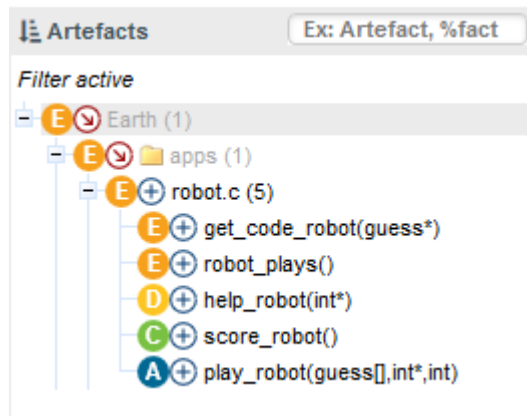 Artefacts Ex: Artefact, %fact
Filter active
E Earth (1)
E apps (1)
E robot.c (5)
E get_code_robot(guess*)
E robot_plays()
D help_robot(int*)
C score_robot()
A play_robot(guess[],int*,int)